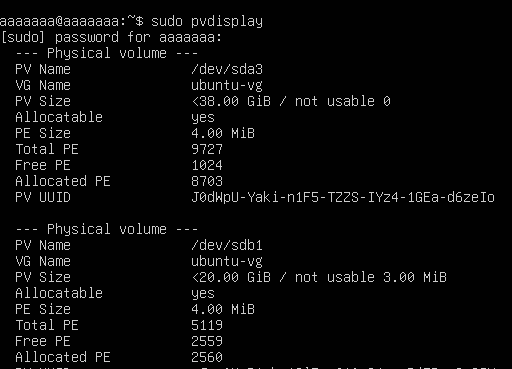 aaaaaaa@aaaaaaa:~$ sudo pvdisplay
[sudo] password for aaaaaaa:
--- Physical volume ---
PV Name /dev/sda3
VG Name ubuntu-vg
PV Size <38.00 GiB / not usable 0
Allocatable yes
PE Size 4.00 MiB
Total PE 9727
Free PE 1024
Allocated PE 8703
PV UUID J0dWpU-Yaki-n1F5-TZZS-IYz4-1GEa-d6zeIo
--- Physical volume ---
PV Name /dev/sdb1
VG Name ubuntu-vg
PV Size <20.00 GiB / not usable 3.00 MiB
Allocatable yes
PE Size 4.00 MiB
Total PE 5119
Free PE 2559
Allocated PE 2560